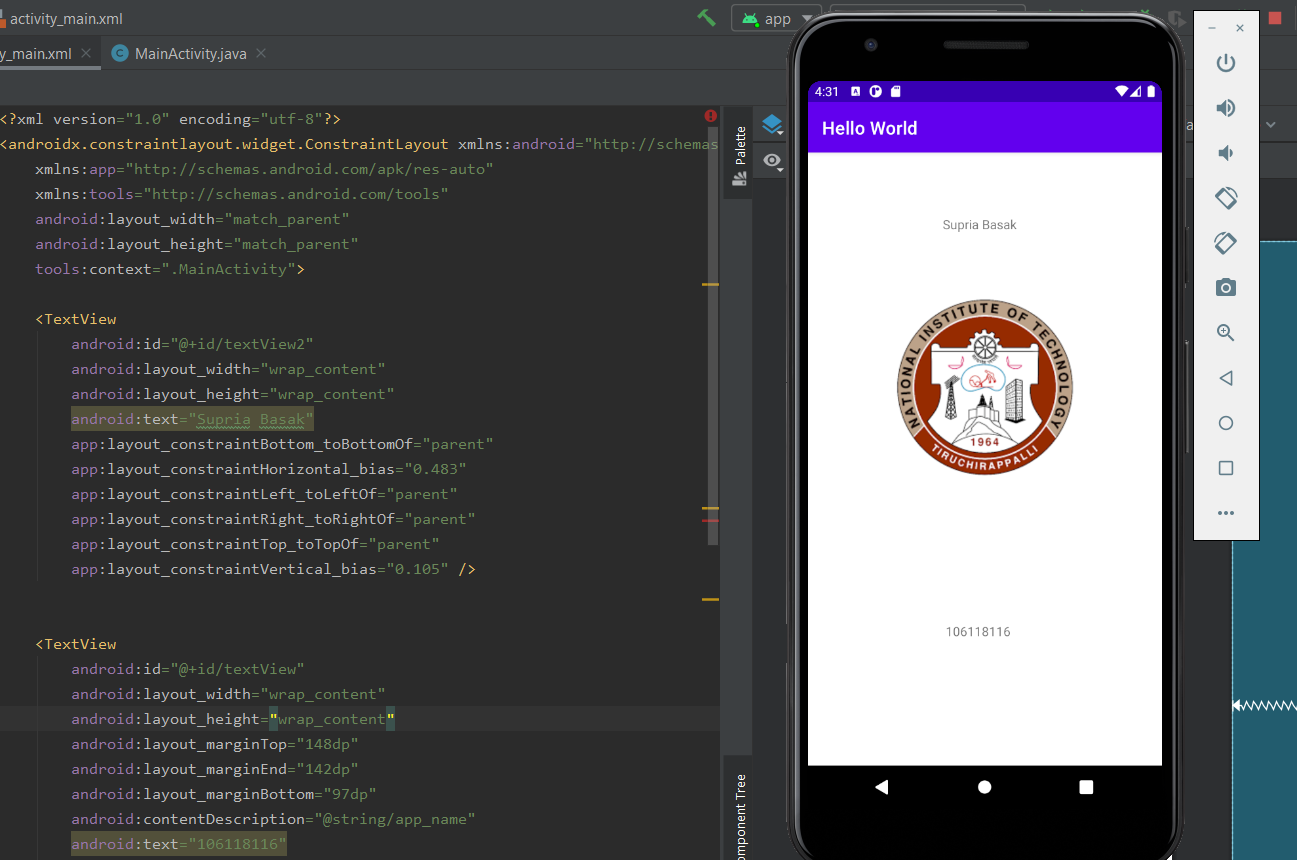 activity_main.xml
app
y_main.xml
MainActivity.java
<?xml version="1.0" encoding="utf-8"?>
<androidx.constraintlayout.widget.ConstraintLayout xmlns:android="http://schemas
xmlns:app="http://schemas.android.com/apk/res-auto"
xmlns:tools="http://schemas.android.com/tools"
android:layout_width="match_parent"
android:layout_height="match_parent"
tools:context=".MainActivity">
<TextView
android:id="@+id/textView2"
android:layout_width="wrap_content"
android:layout_height="wrap_content"
android:text="Supria Basak"
app:layout_constraintBottom_toBottomOf="parent"
app:layout_constraintHorizontal_bias="0.483"
app:layout_constraintLeft_toLeftOf="parent"
app:layout_constraintRight_toRightOf="parent"
app:layout_constraintTop_toTopOf="parent"
app:layout_constraintVertical_bias="0.105" />
<TextView
android:id="@+id/textView"
android:layout_width="wrap_content"
android:layout_height="wrap_content"
android:layout_marginTop="148dp"
android:layout_marginEnd="142dp"
android:layout_marginBottom="97dp"
android:contentDescription="@string/app_name"
android:text="106118116"
Palette
omponent Tree
4:31
Hello World
Supria Basak
NATIONAL INSTITUTE OF TECHNOLOGY
1964
TIRUCHIRAPPALLI
106118116